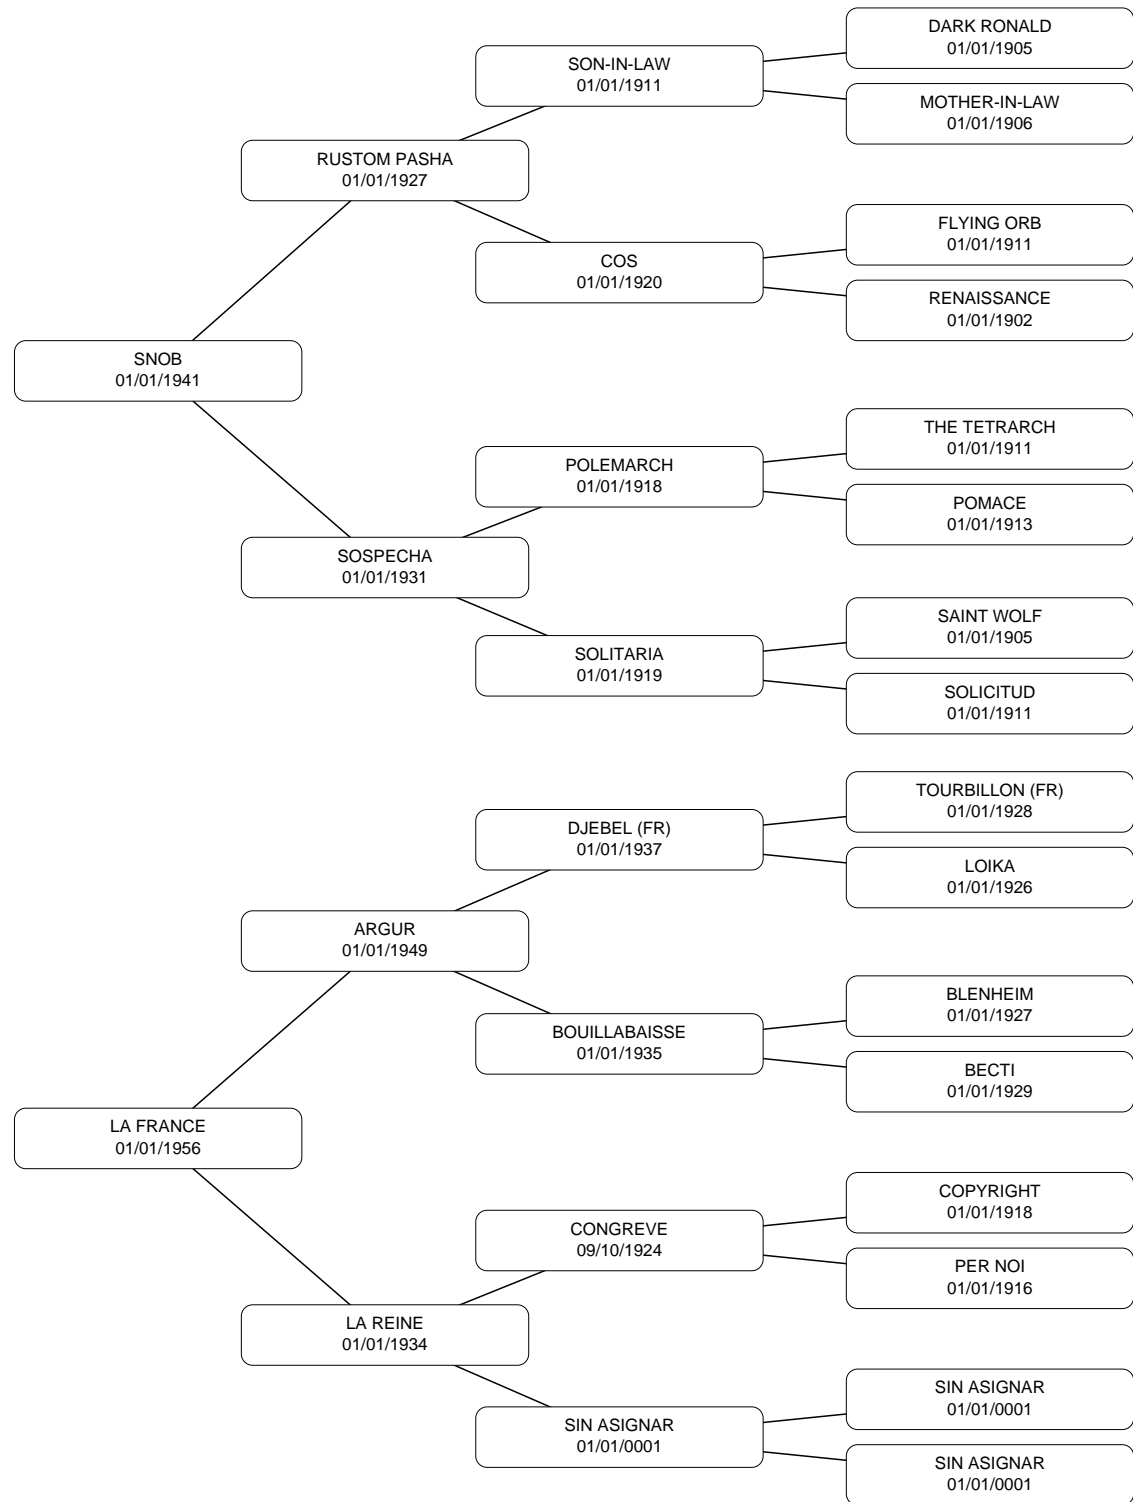 DARK RONALD
01/01/1905
SON-IN-LAW
01/01/1911
MOTHER-IN-LAW
01/01/1906
RUSTOM PASHA
01/01/1927
FLYING ORB
01/01/1911
COS
01/01/1920
RENAISSANCE
01/01/1902
SNOB
01/01/1941
THE TETRARCH
01/01/1911
POLEMARCH
01/01/1918
POMACE
01/01/1913
SOSPECHA
01/01/1931
SAINT WOLF
01/01/1905
SOLITARIA
01/01/1919
SOLICITUD
01/01/1911
TOURBILLON (FR)
01/01/1928
DJEBEL (FR)
01/01/1937
LOIKA
01/01/1926
ARGUR
01/01/1949
BLENHEIM
01/01/1927
BOUILLABAISSE
01/01/1935
BECTI
01/01/1929
LA FRANCE
01/01/1956
COPYRIGHT
01/01/1918
CONGREVE
09/10/1924
PER NOI
01/01/1916
LA REINE
01/01/1934
SIN ASIGNAR
01/01/0001
SIN ASIGNAR
01/01/0001
SIN ASIGNAR
01/01/0001